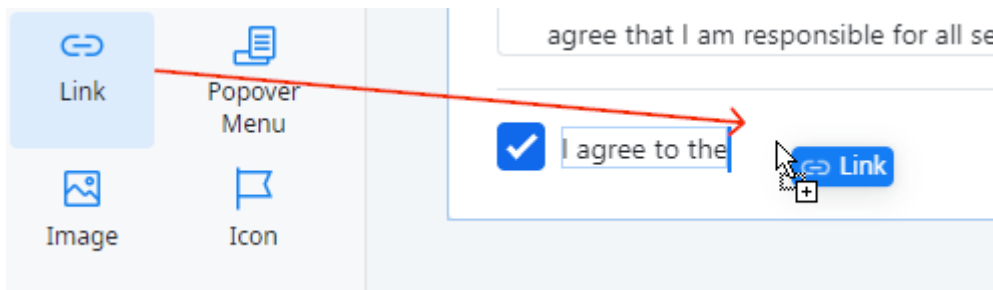 agree that I am responsible for all se
Link
Popover
Menu
I agree to the
Link
Image
Icon